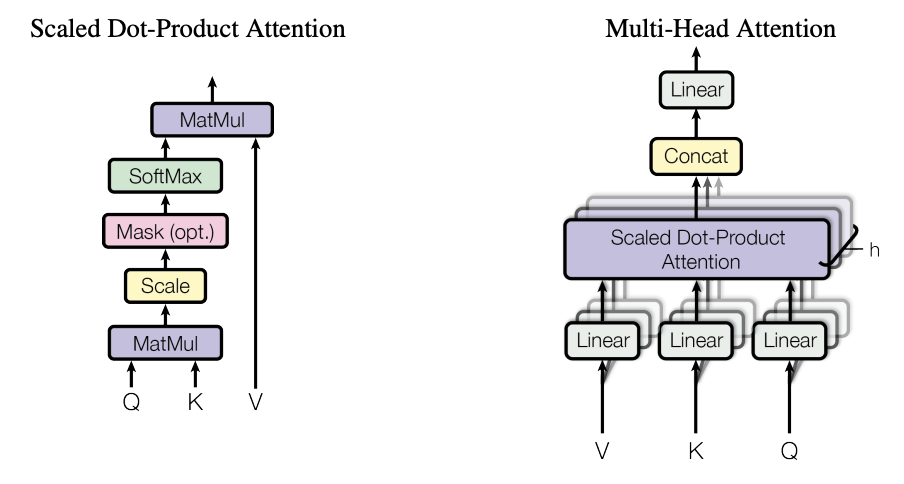 Scaled Dot-Product Attention
MatMul
SoftMax
Mask (opt.)
Scale
MatMul
Q K V
Multi-Head Attention
Linear
Concat
Scaled Dot-Product
Attention
h
Linear Linear Linear
V K Q